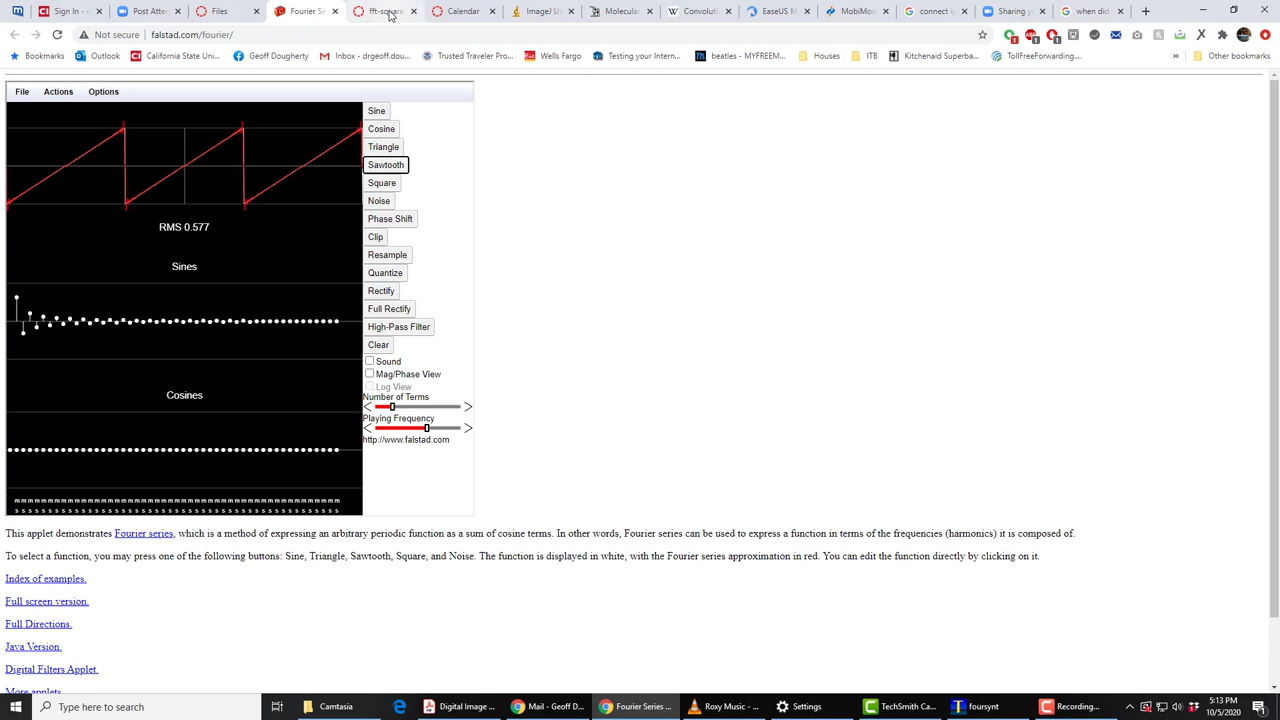 Sign In -
Post Atten
Files
Fourier Se
fft-square
Calendar
ImageJ U
Molecula
Convoluti
EaseUS M
MobiMov
connect i
Sharing y
when did
Not secure | falstad.com/fourier/
Bookmarks Outlook California State Uni... Geoff Dougherty Inbox - drgeoff.dou... Trusted Traveler Pro... Wells Fargo Testing your Intern... beatles - MYFREEM... Houses ITB Kitchenaid Superba... TollFreeForwarding.... » Other bookmarks
File Actions Options
Sine
Cosine
Triangle
Sawtooth
Square
Noise
Phase Shift
Clip
Resample
Quantize
Rectify
Full Rectify
High-Pass Filter
Clear
Sound
Mag/Phase View
Log View
Number of Terms
Playing Frequency
http://www.falstad.com
RMS 0.577
Sines
Cosines
m m m m m m m m m m m m m m m m m m m m m m m m m m m m m m m m m m m m m m m m m m m m m m m m m
s s s s s s s s s s s s s s s s s s s s s s s s s s s s s s s s s s s s s s s s s s s s s s s s s
This applet demonstrates Fourier series, which is a method of expressing an arbitrary periodic function as a sum of cosine terms. In other words, Fourier series can be used to express a function in terms of the frequencies (harmonics) it is composed of.
To select a function, you may press one of the following buttons: Sine, Triangle, Sawtooth, Square, and Noise. The function is displayed in white, with the Fourier series approximation in red. You can edit the function directly by clicking on it.
Index of examples.
Full screen version.
Full Directions.
Java Version.
Digital Filters Applet.
More applets.
Type here to search Camtasia Digital Image ... Mail - Geoff D... Fourier Series ... Roxy Music - ... Settings TechSmith Ca... foursynt Recording... 5:13 PM
10/5/2020